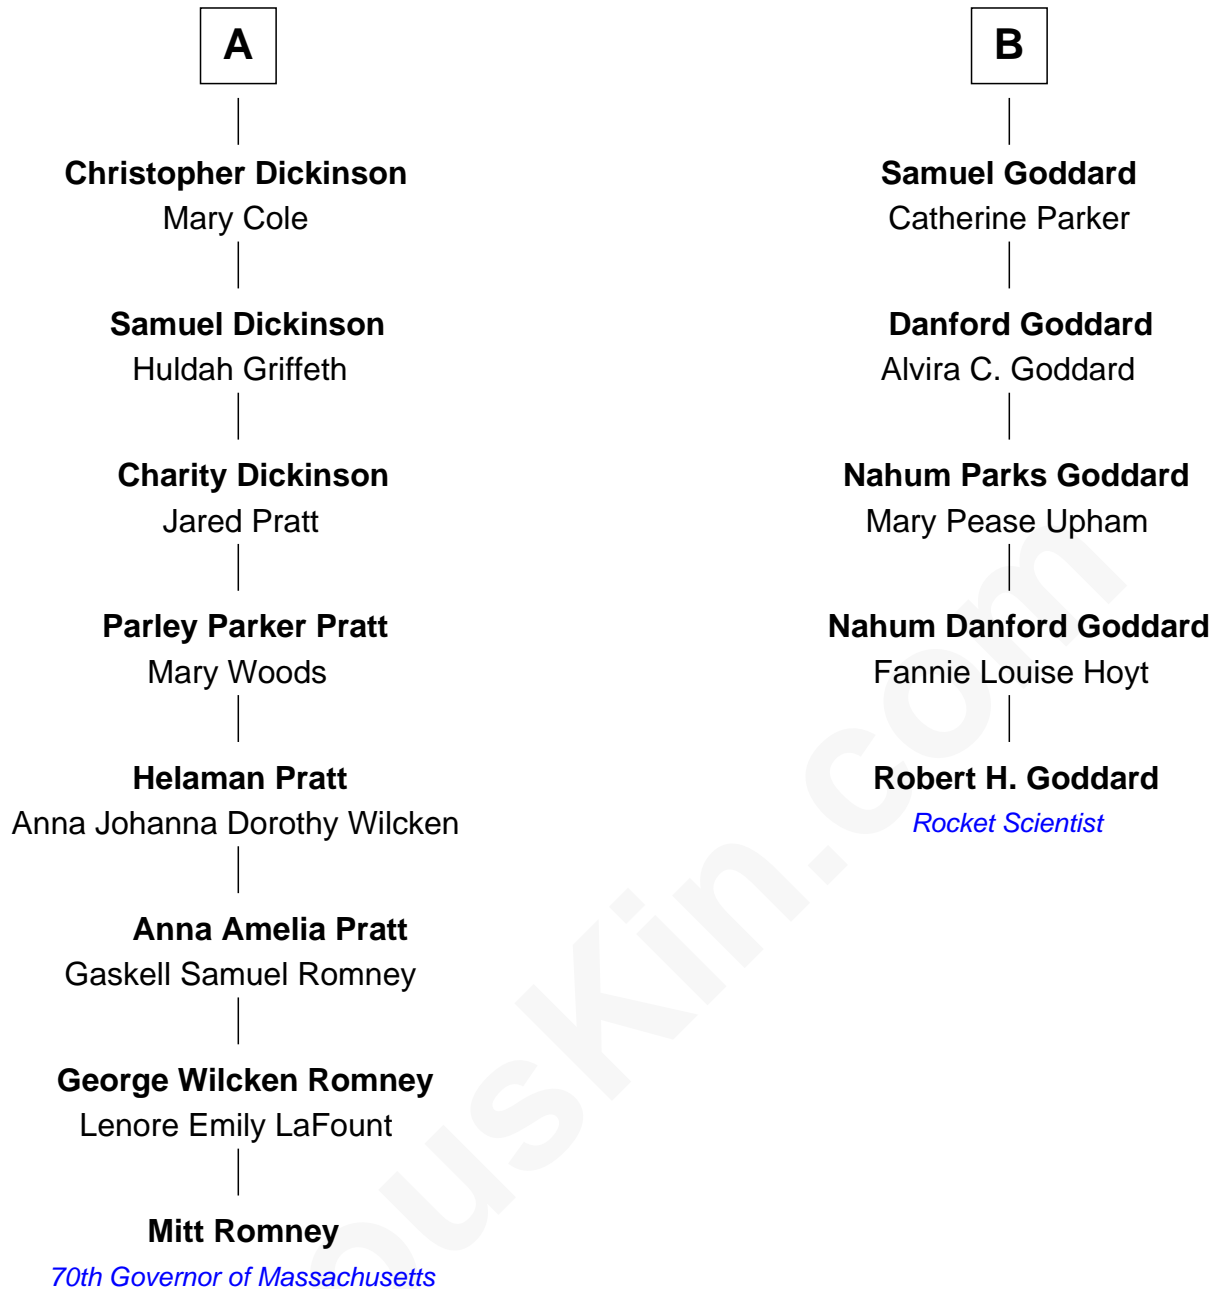 A
Christopher Dickinson
Mary Cole
Samuel Dickinson
Huldah Griffeth
Charity Dickinson
Jared Pratt
Parley Parker Pratt
Mary Woods
Helaman Pratt
Anna Johanna Dorothy Wilcken
Anna Amelia Pratt
Gaskell Samuel Romney
George Wilcken Romney
Lenore Emily LaFount
Mitt Romney
70th Governor of Massachusetts
B
Samuel Goddard
Catherine Parker
Danford Goddard
Alvira C. Goddard
Nahum Parks Goddard
Mary Pease Upham
Nahum Danford Goddard
Fannie Louise Hoyt
Robert H. Goddard
Rocket Scientist
ousKin.com